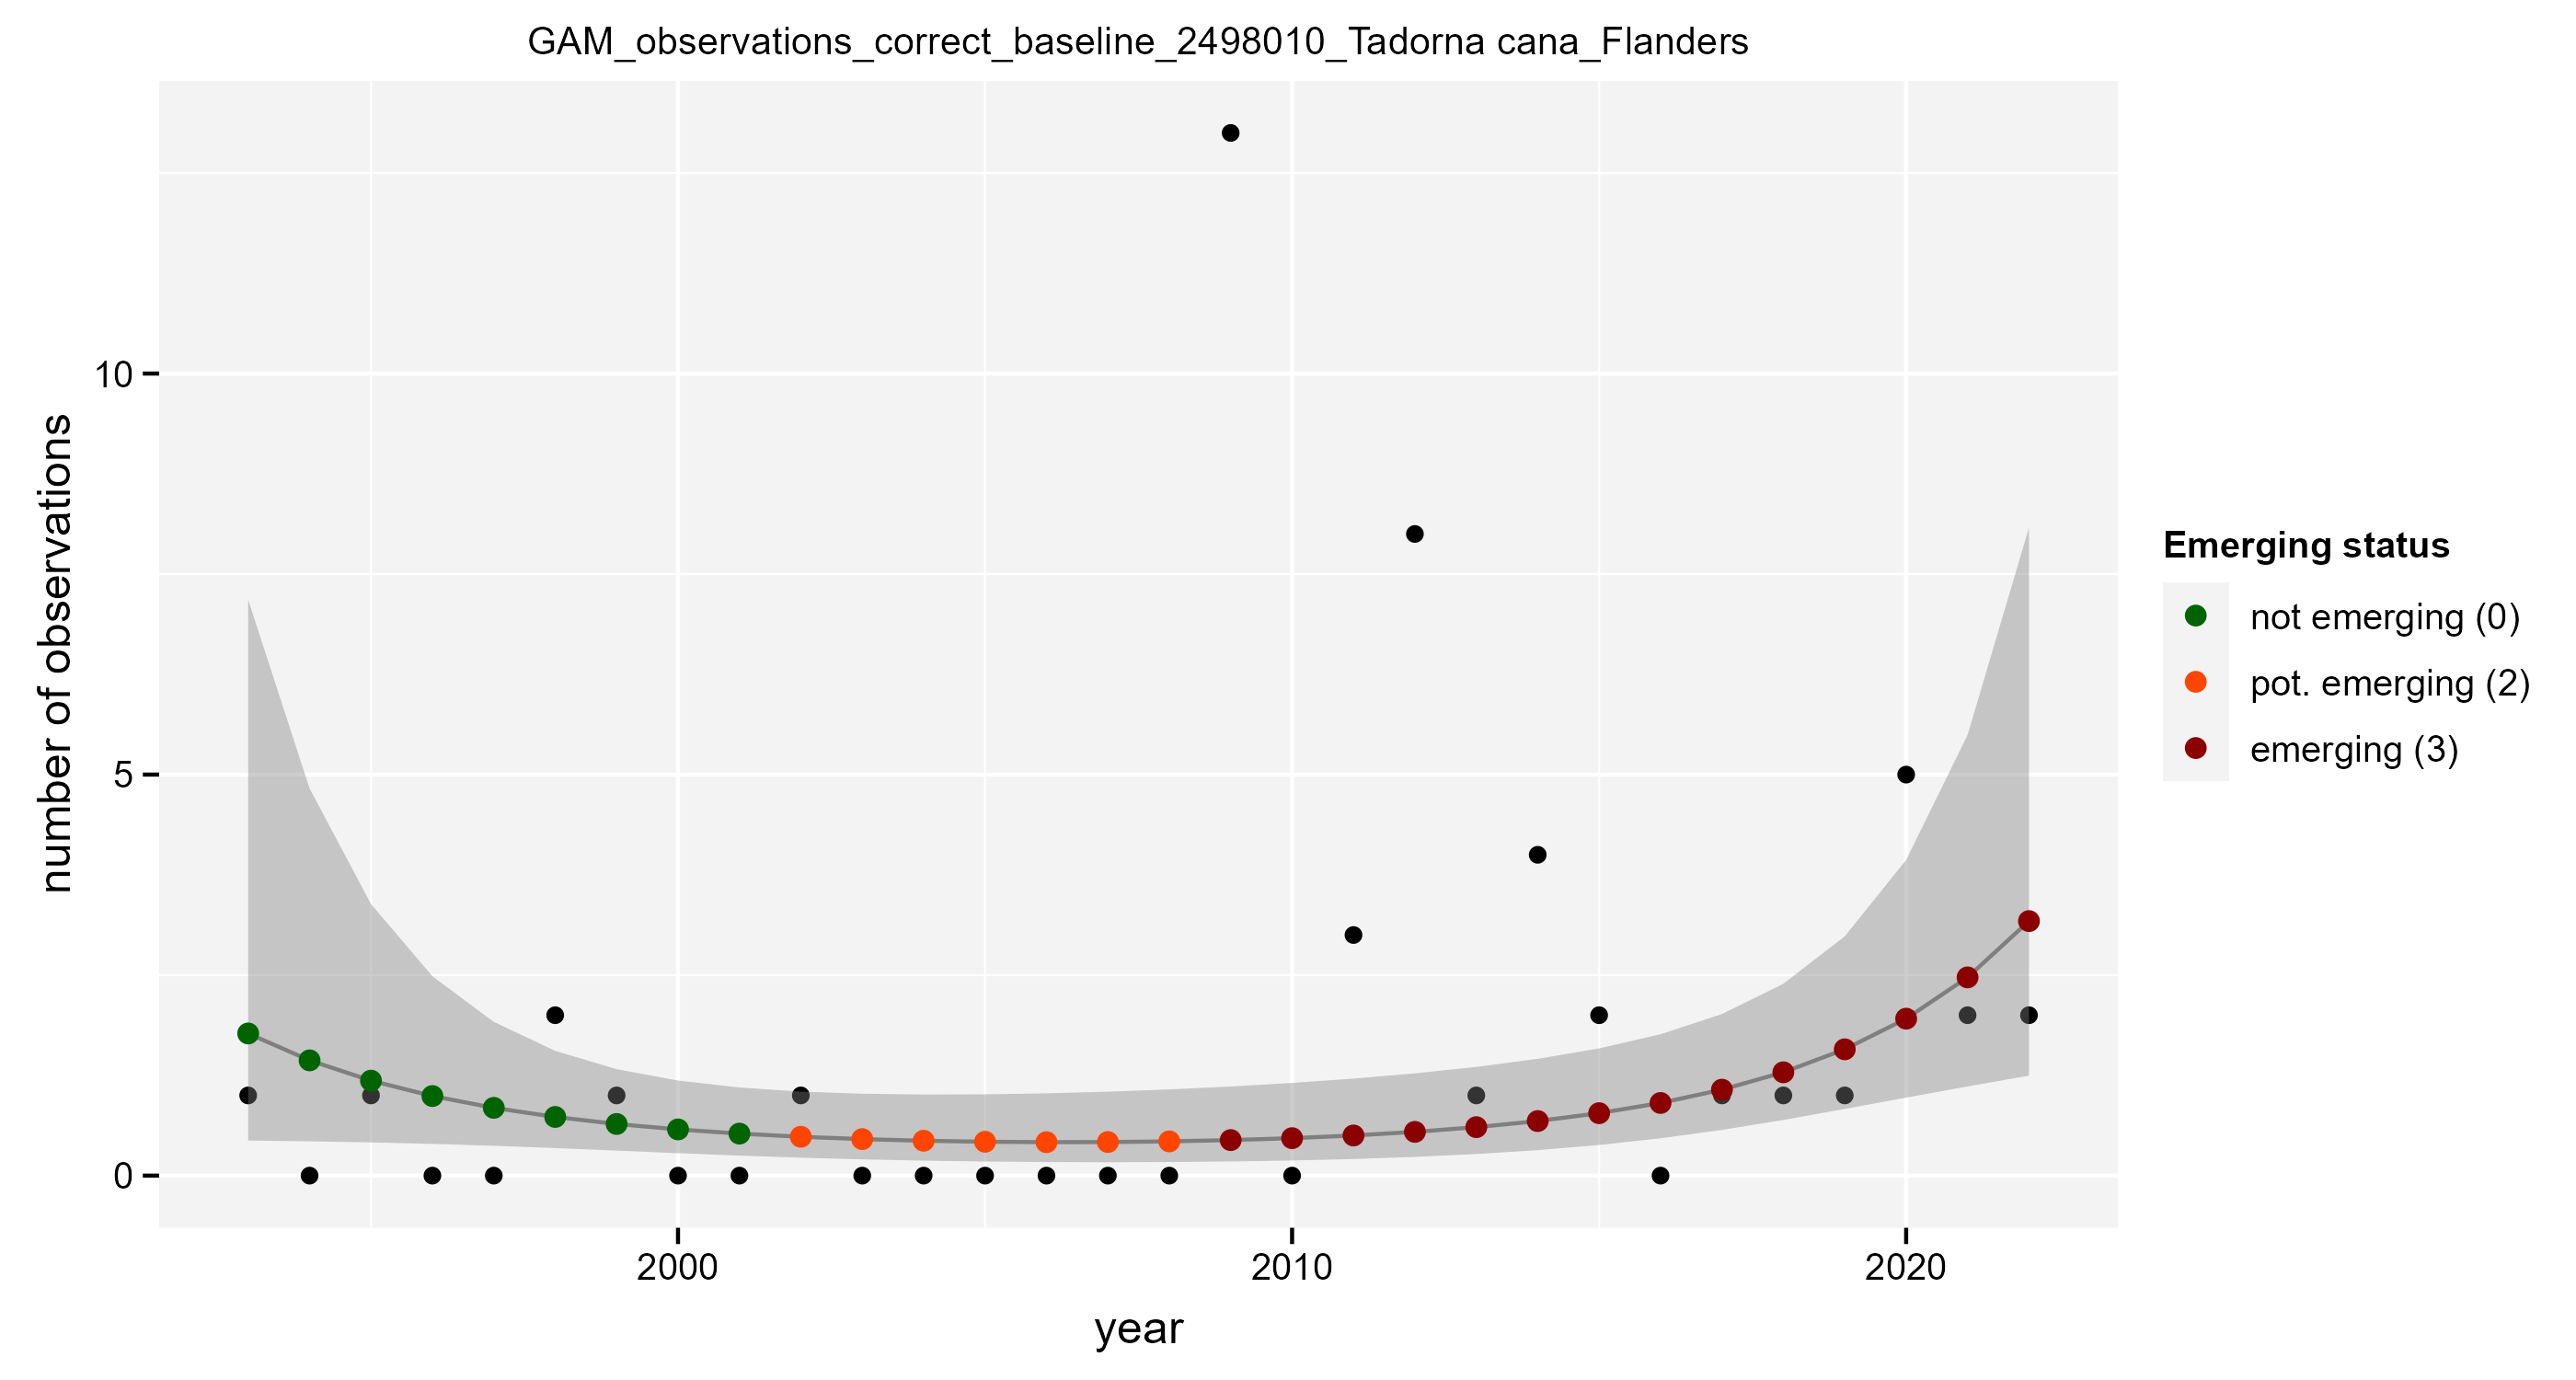 GAM_observations_correct_baseline_2498010_Tadorna cana_Flanders
number of observations
10
5
0
2000
2010
2020
year
Emerging status
not emerging (0)
pot. emerging (2)
emerging (3)